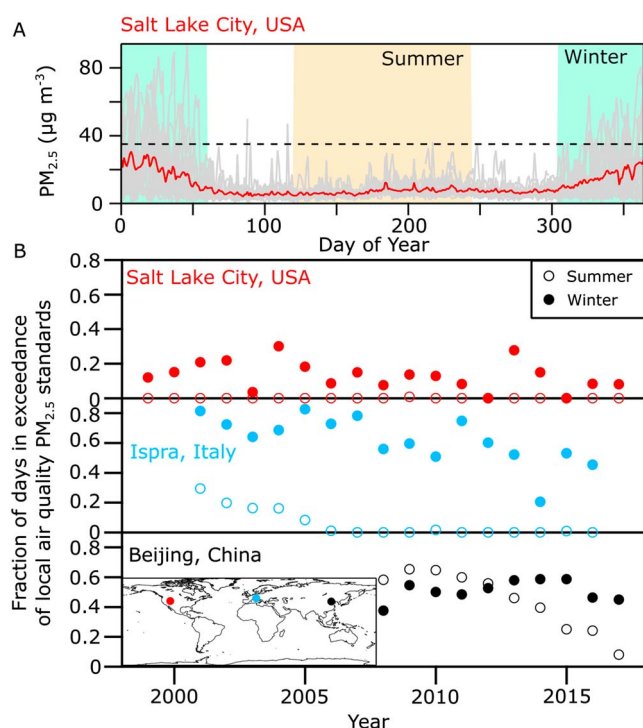 A
Salt Lake City, USA
PM2.5 (µg m-3)
80
40
0
Summer
Winter
0
100
200
300
Day of Year
B
Fraction of days in exceedance
of local air quality PM2.5 standards
0.8
0.6
0.4
0.2
0.8
0.6
0.4
0.2
0
0.8
0.6
0.4
0.2
0
Salt Lake City, USA
Summer
Winter
Ispra, Italy
Beijing, China
2000
2005
2010
2015
Year